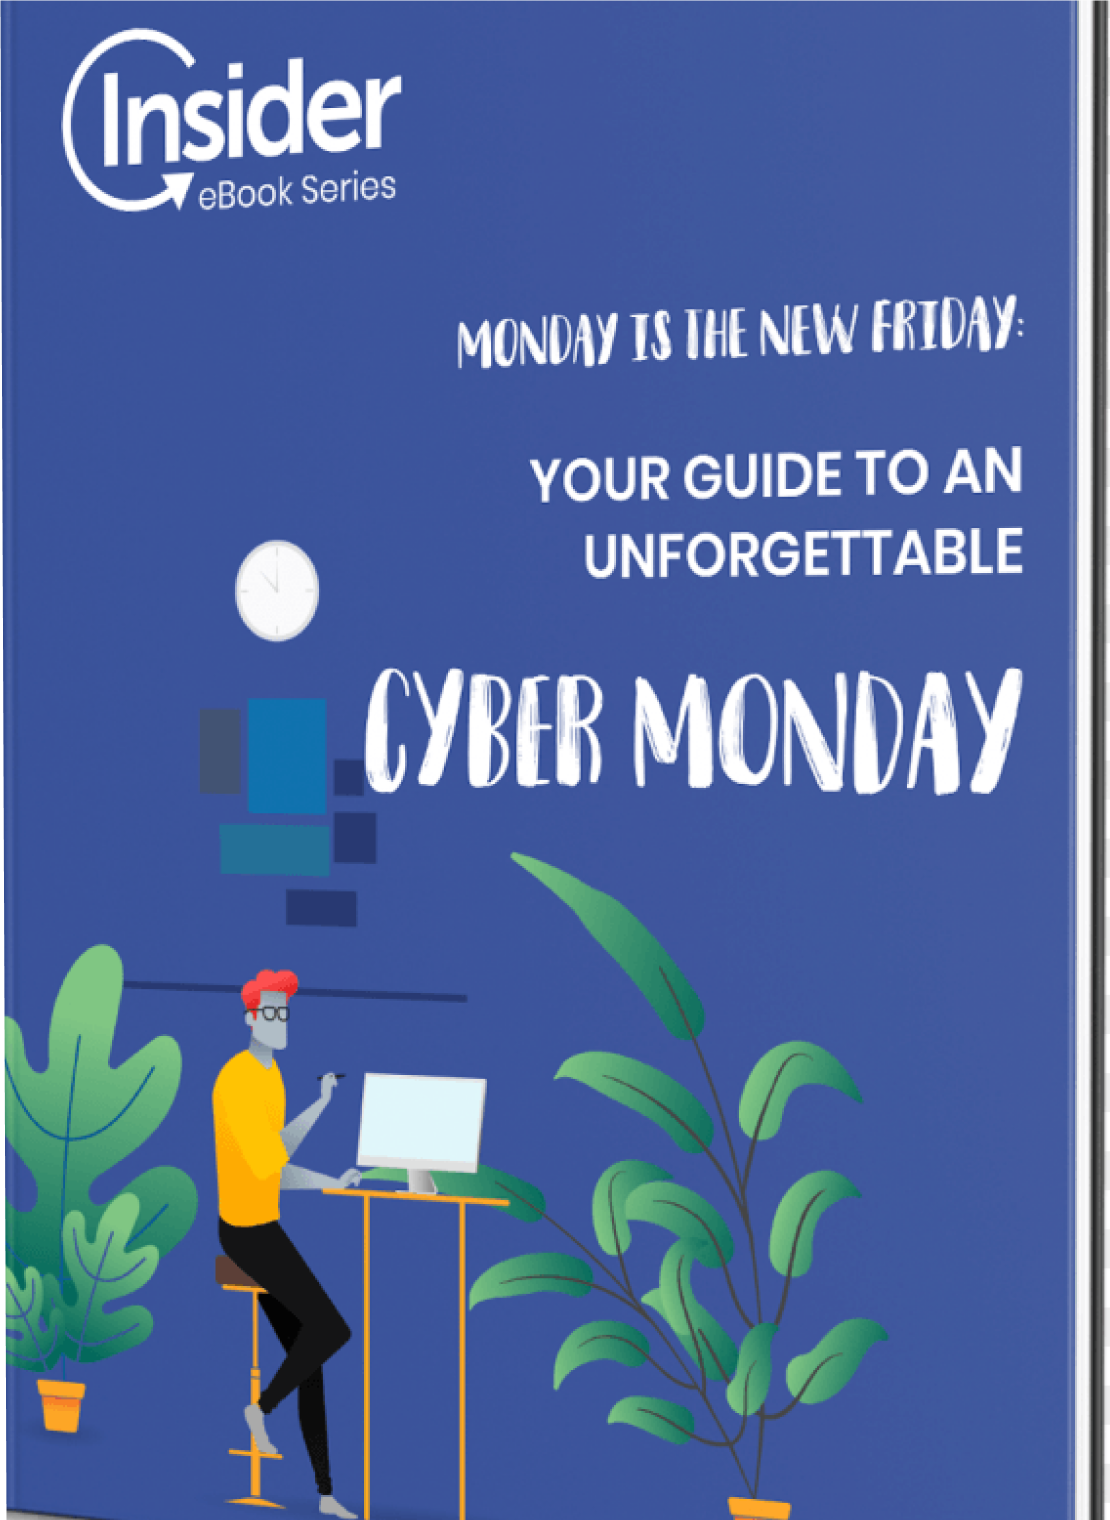 Insider
eBook Series
MONDAY IS THE NEW FRIDAY:
YOUR GUIDE TO AN
UNFORGETTABLE
CYBER MONDAY